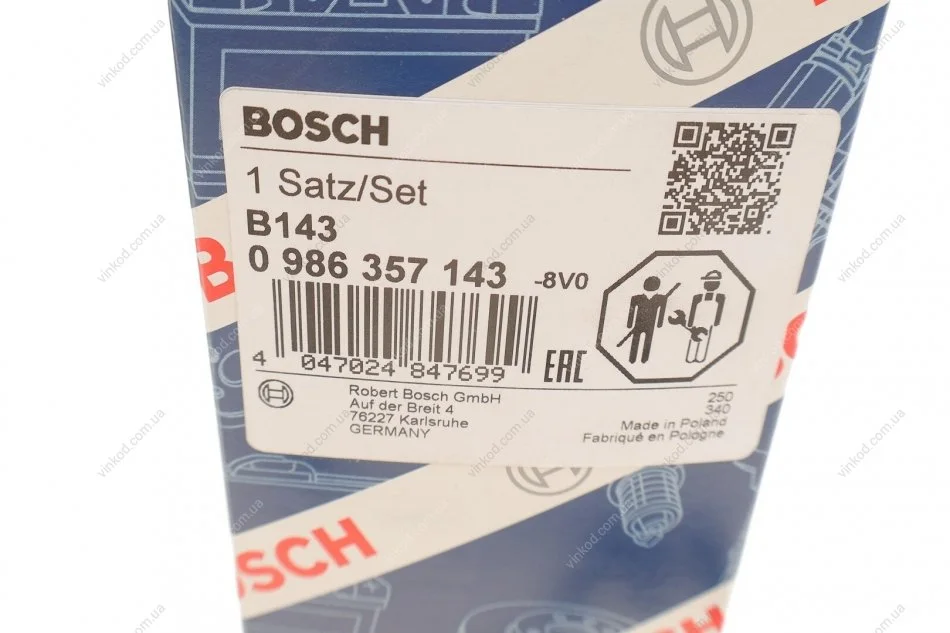 BOSCH
1 Satz/Set
B143
0 986 357 143 -8V0
4 047024 847699
EAC
Robert Bosch GmbH
Auf der Breit 4
76227 Karlsruhe
GERMANY
250
340
Made in Poland
Fabriqué en Pologne
B
OSCH
vinkod.com.ua